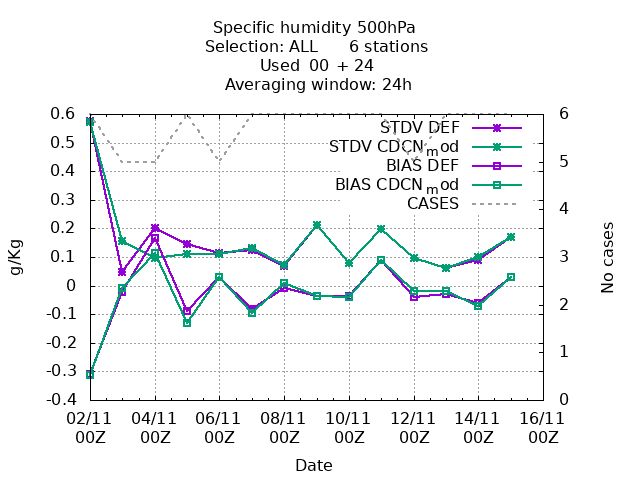 Specific humidity 500hPa
Selection: ALL 6 stations
Used 00 + 24
Averaging window: 24h
STDV DEF
STDV CDCN_mod
BIAS DEF
BIAS CDCN_mod
CASES
0.6
0.5
0.4
0.3
0.2
0.1
0
-0.1
-0.2
-0.3
-0.4
g/Kg
6
5
4
3
2
1
0
No cases
02/11 04/11 06/11 08/11 10/11 12/11 14/11 16/11
00Z 00Z 00Z 00Z 00Z 00Z 00Z 00Z
Date